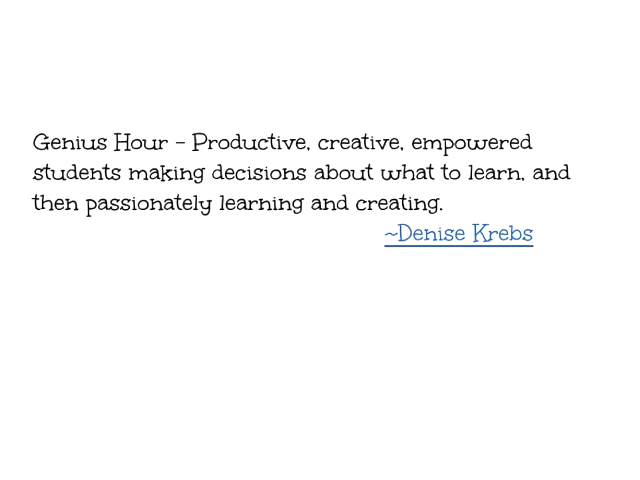 Genius Hour - Productive, creative, empowered
students making decisions about what to learn, and
then passionately learning and creating.
~Denise Krebs